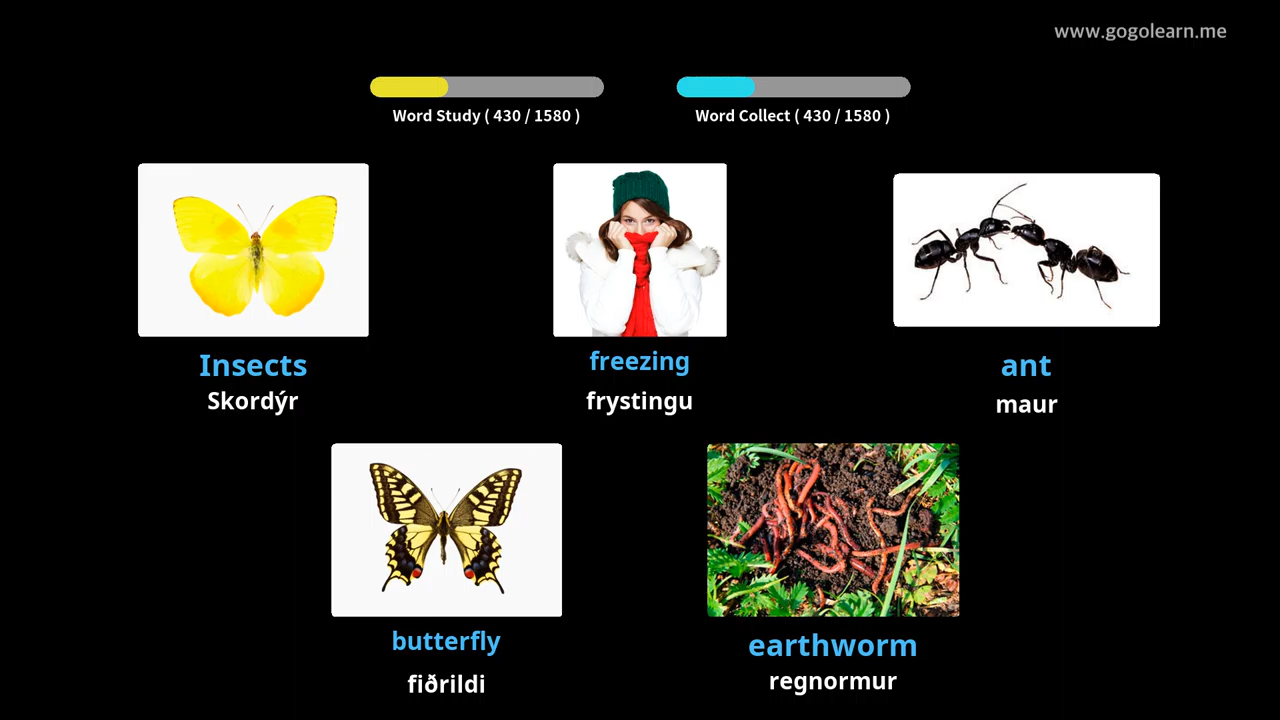 www.gogolearn.me
Word Study ( 430 / 1580 )
Word Collect ( 430 / 1580 )
Insects
Skordýr
freezing
frystingu
ant
maur
butterfly
fiðrildi
earthworm
regnormur